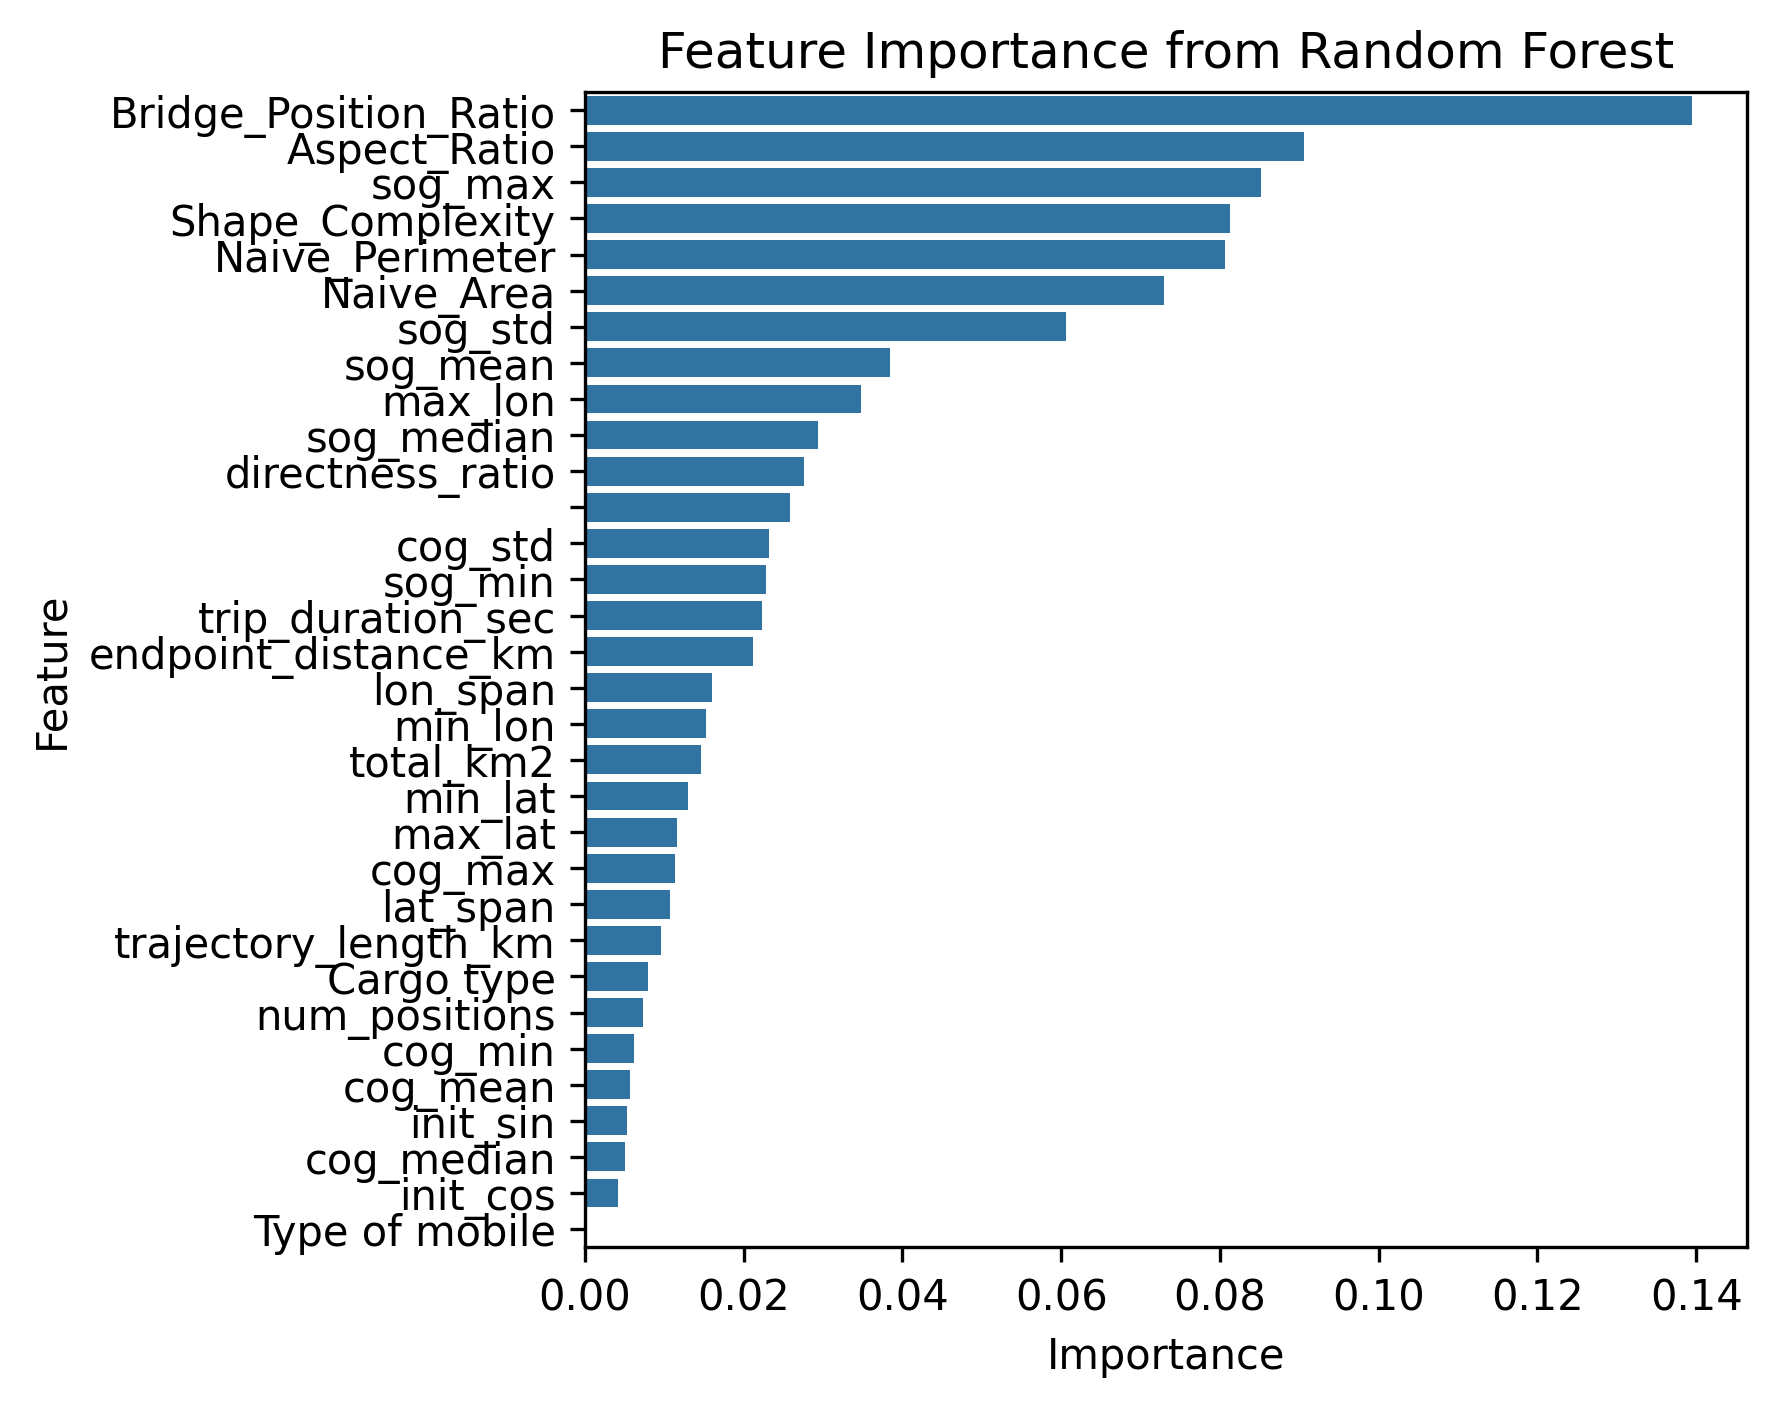 Feature Importance from Random Forest
Bridge_Position_Ratio
Aspect_Ratio
sog_max
Shape_Complexity
Naive_Perimeter
Naive_Area
sog_std
sog_mean
max_lon
sog_median
directness_ratio
cog_std
sog_min
trip_duration_sec
endpoint_distance_km
lon_span
min_lon
total_km2
min_lat
max_lat
cog_max
lat_span
trajectory_length_km
Cargo type
num_positions
cog_min
cog_mean
init_sin
cog_median
init_cos
Type of mobile
Feature
0.00 0.02 0.04 0.06 0.08 0.10 0.12 0.14
Importance